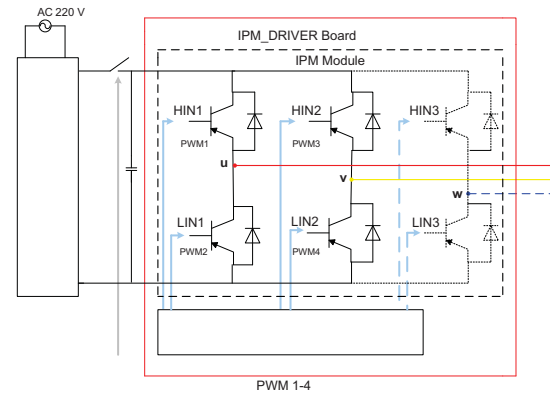 AC 220 V
IPM_DRIVER Board
IPM Module
HIN1 HIN2 HIN3
PWM1 PWM3
u
v
w
LIN1 LIN2 LIN3
PWM2 PWM4
PWM 1-4